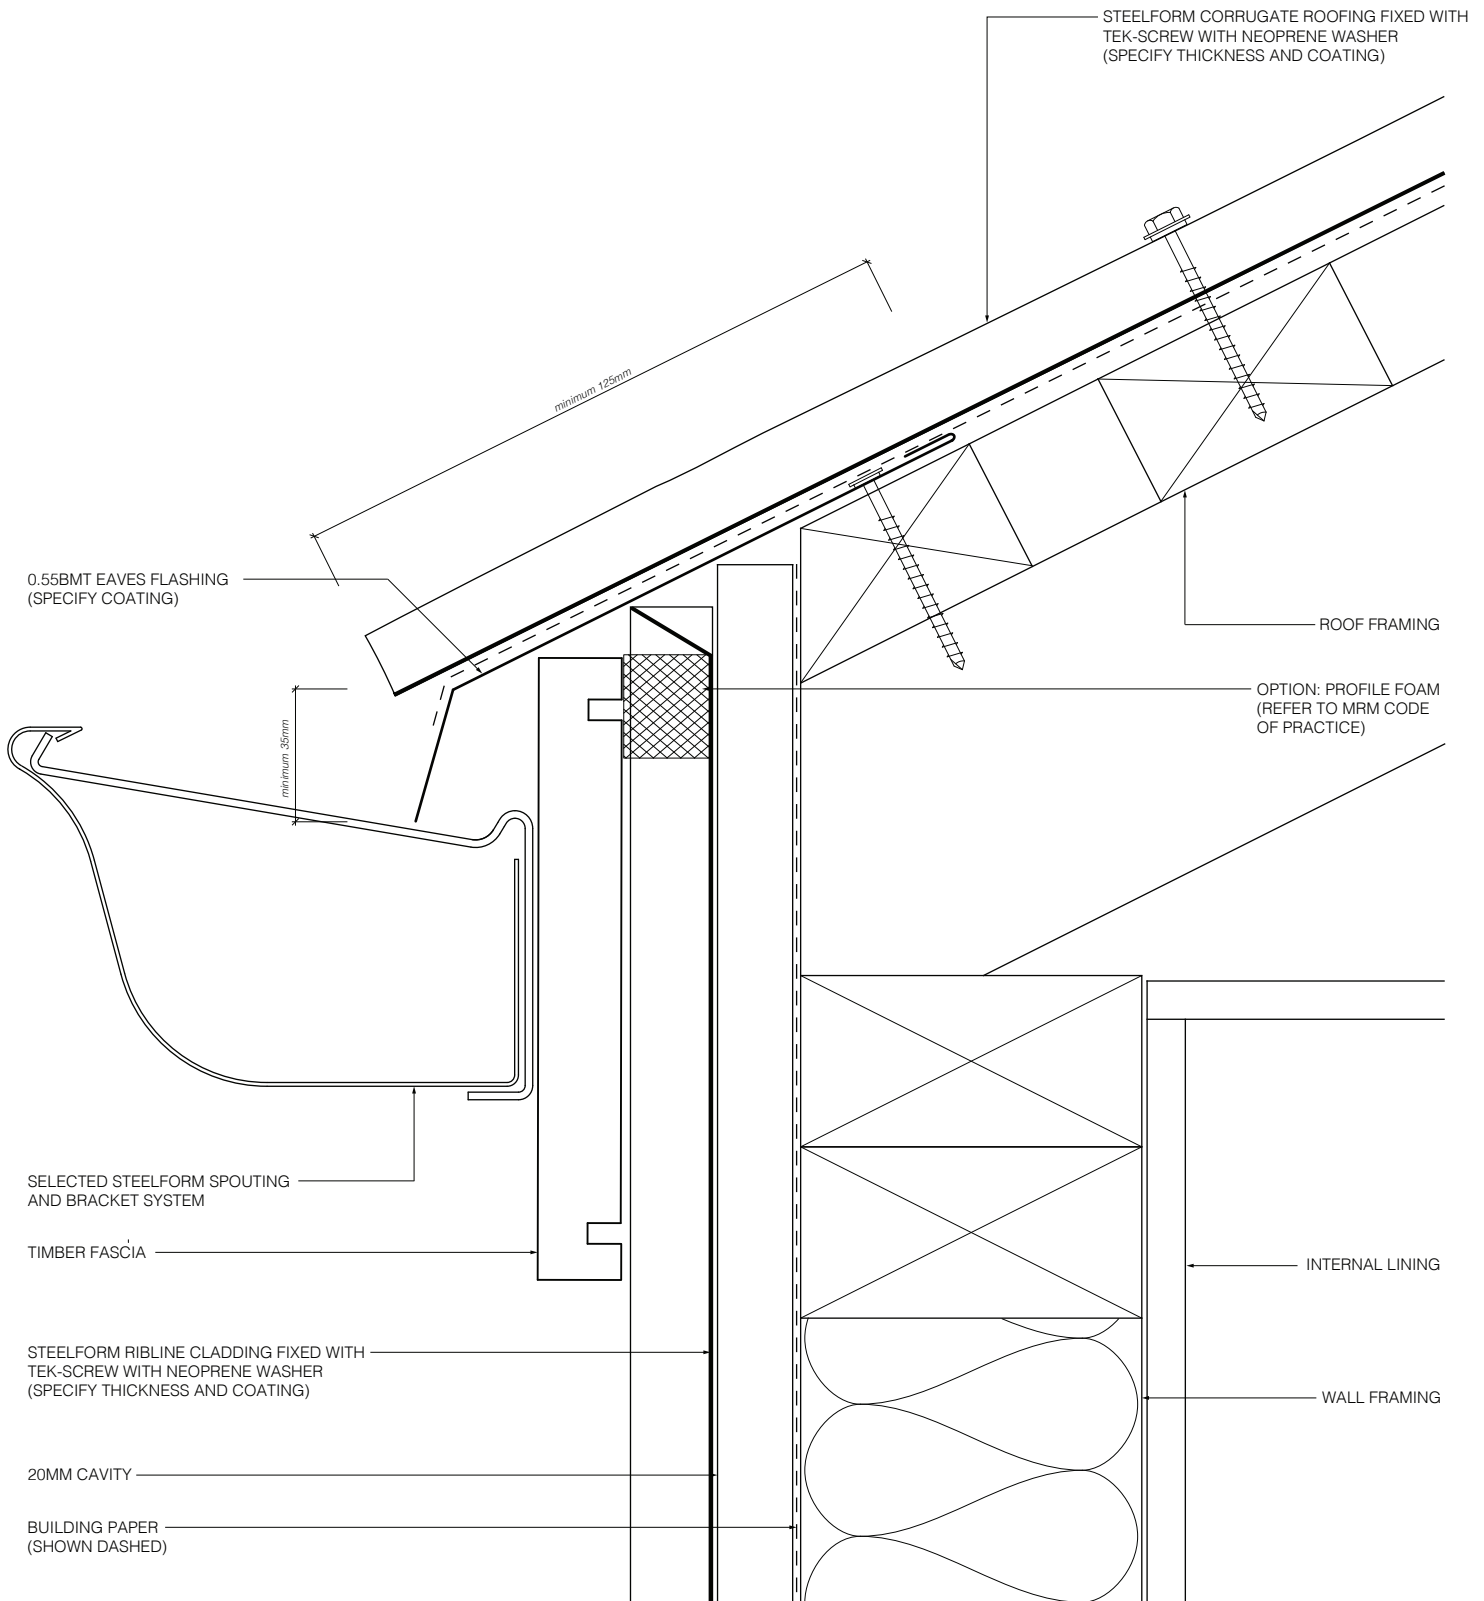 STEELFORM CORRUGATE ROOFING FIXED WITH
TEK-SCREW WITH NEOPRENE WASHER
(SPECIFY THICKNESS AND COATING)
minimum 125mm
0.55BMT EAVES FLASHING
(SPECIFY COATING)
ROOF FRAMING
OPTION: PROFILE FOAM
(REFER TO MRM CODE
OF PRACTICE)
minimum 35mm
SELECTED STEELFORM SPOUTING
AND BRACKET SYSTEM
TIMBER FASCIA
INTERNAL LINING
STEELFORM RIBLINE CLADDING FIXED WITH
TEK-SCREW WITH NEOPRENE WASHER
(SPECIFY THICKNESS AND COATING)
WALL FRAMING
20MM CAVITY
BUILDING PAPER
(SHOWN DASHED)